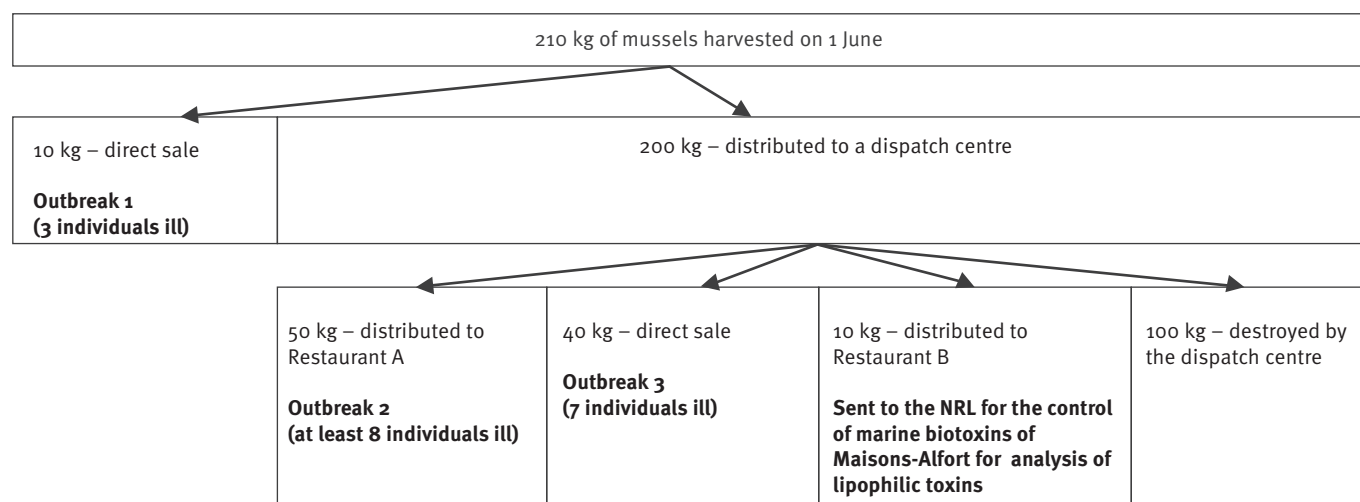 210 kg of mussels harvested on 1 June
10 kg – direct sale
Outbreak 1
(3 individuals ill)
200 kg – distributed to a dispatch centre
50 kg – distributed to
Restaurant A
Outbreak 2
(at least 8 individuals ill)
40 kg – direct sale
Outbreak 3
(7 individuals ill)
10 kg – distributed to
Restaurant B
Sent to the NRL for the control
of marine biotoxins of
Maisons-Alfort for analysis of
lipophilic toxins
100 kg – destroyed by
the dispatch centre